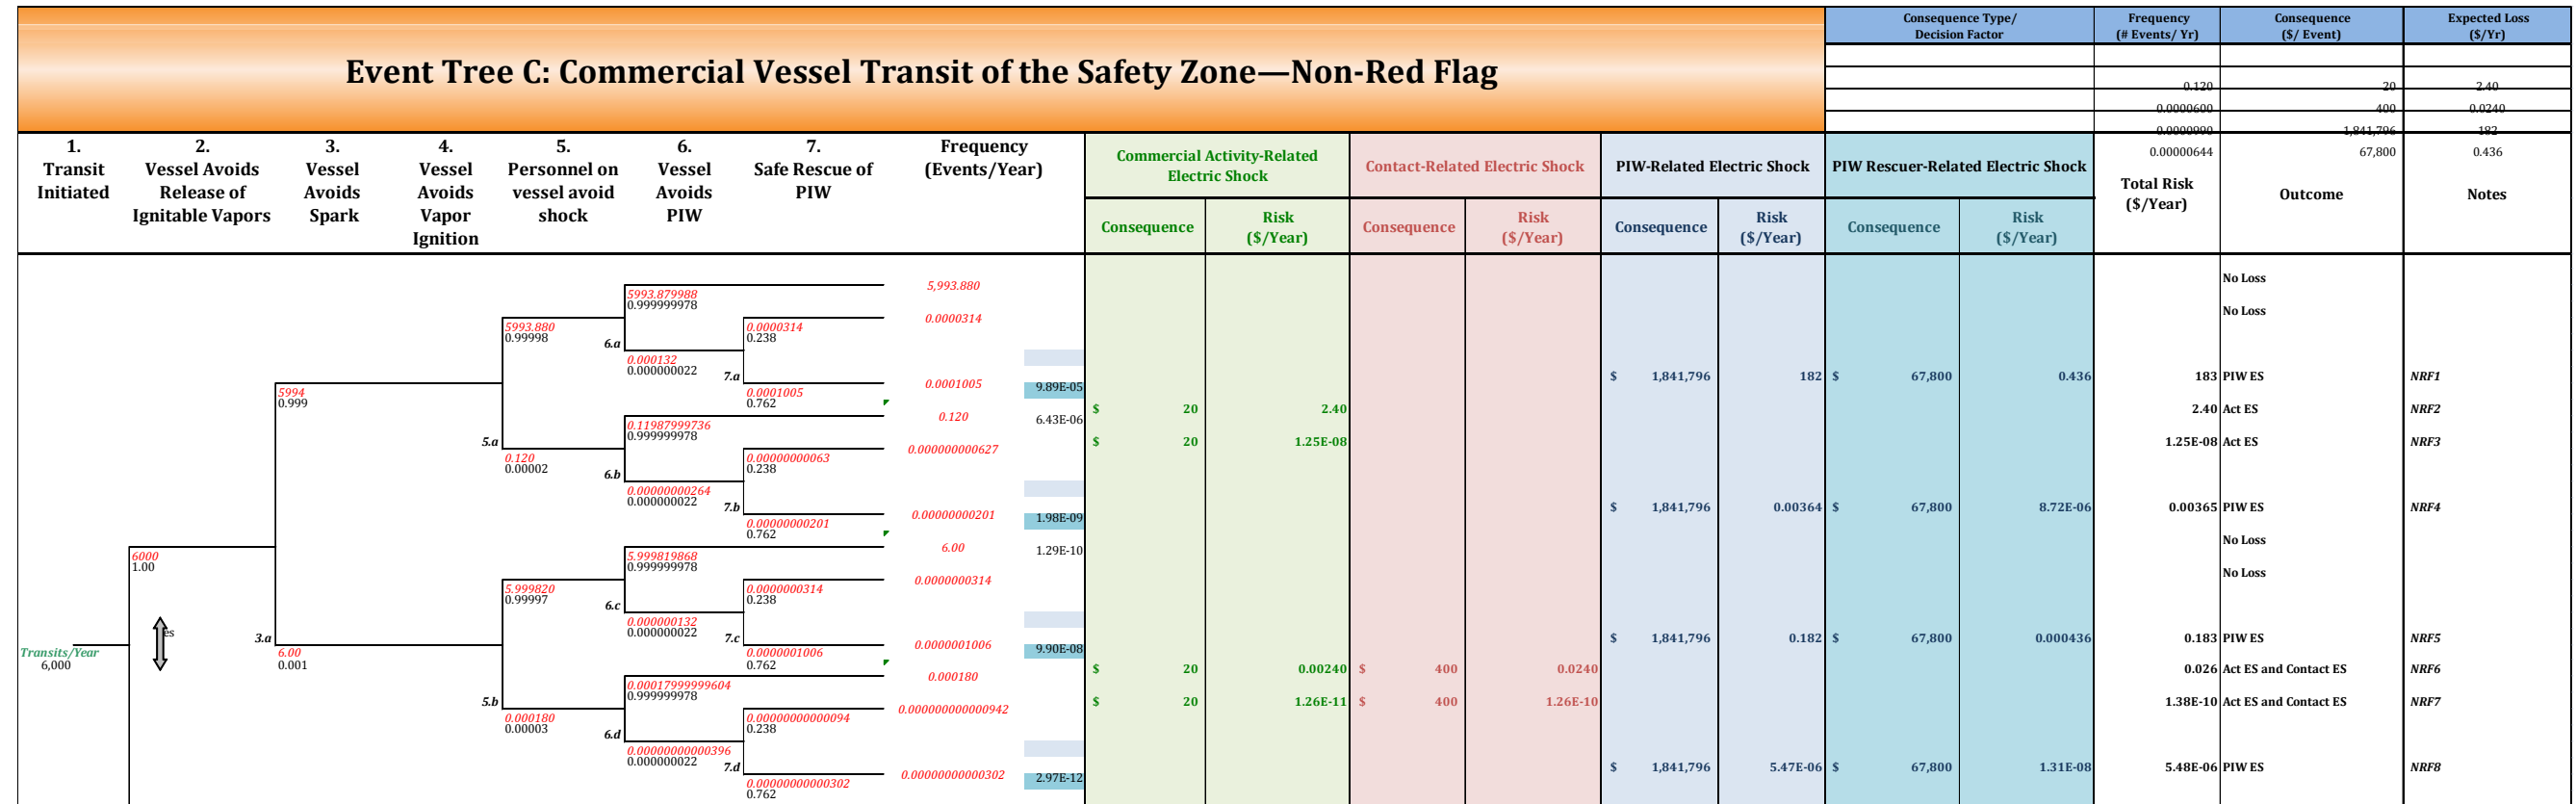 Event Tree C: Commercial Vessel Transit of the Safety Zone—Non-Red Flag
Consequence Type/ Frequency Consequence Expected Loss
Decision Factor (# Events/ Yr) ($/ Event) ($/Yr)
0.120 20 2.40
0.0000600 400 0.0240
0.0000990 1,841,796 182
0.00000644 67,800 0.436
1.
Transit
Initiated
2.
Vessel Avoids
Release of
Ignitable Vapors
3.
Vessel
Avoids
Spark
4.
Vessel
Avoids
Vapor
Ignition
5.
Personnel on
vessel avoid
shock
6.
Vessel
Avoids
PIW
7.
Safe Rescue of
PIW
Frequency
(Events/Year)
Commercial Activity-Related
Electric Shock
Contact-Related Electric Shock
PIW-Related Electric Shock
PIW Rescuer-Related Electric Shock
Total Risk
($/Year)
Outcome
Notes
Consequence
Risk
($/Year)
Consequence
Risk
($/Year)
Consequence
Risk
($/Year)
Consequence
Risk
($/Year)
No Loss
5993.879988 5,993.880
0.999999978
No Loss
5993.880 0.0000314 0.0000314
0.99998 6.a 0.238
0.000132
0.000000022 7.a
5994 0.0001005 0.0001005 9.89E-05 $ 1,841,796 182 $ 67,800 0.436 183 PIW ES NRF1
0.999 0.762
0.11987999736 0.120 6.43E-06 $ 20 2.40 2.40 Act ES NRF2
0.999999978
5.a $ 20 1.25E-08 1.25E-08 Act ES NRF3
0.120 0.00000000063 0.000000000627
0.00002 6.b 0.238
0.00000000264
0.000000022 7.b
0.00000000201 0.00000000201 1.98E-09 $ 1,841,796 0.00364 $ 67,800 8.72E-06 0.00365 PIW ES NRF4
0.762
No Loss
6000 5.999819868 6.00 1.29E-10
1.00 0.999999978
No Loss
5.999820 0.0000000314 0.0000000314
0.99997 6.c 0.238
0.000000132
es 3.a 0.000000022 7.c
Transits/Year 6.00 0.0000001006 0.0000001006 9.90E-08 $ 1,841,796 0.182 $ 67,800 0.000436 0.183 PIW ES NRF5
6,000 0.001 0.762
0.00017999999604 0.000180 $ 20 0.00240 $ 400 0.0240 0.026 Act ES and Contact ES NRF6
0.999999978
5.b $ 20 1.26E-11 $ 400 1.26E-10 1.38E-10 Act ES and Contact ES NRF7
0.000180 0.00000000000094 0.000000000000942
0.00003 6.d 0.238
0.00000000000396
0.000000022 7.d
0.00000000000302 0.00000000000302 2.97E-12 $ 1,841,796 5.47E-06 $ 67,800 1.31E-08 5.48E-06 PIW ES NRF8
0.762